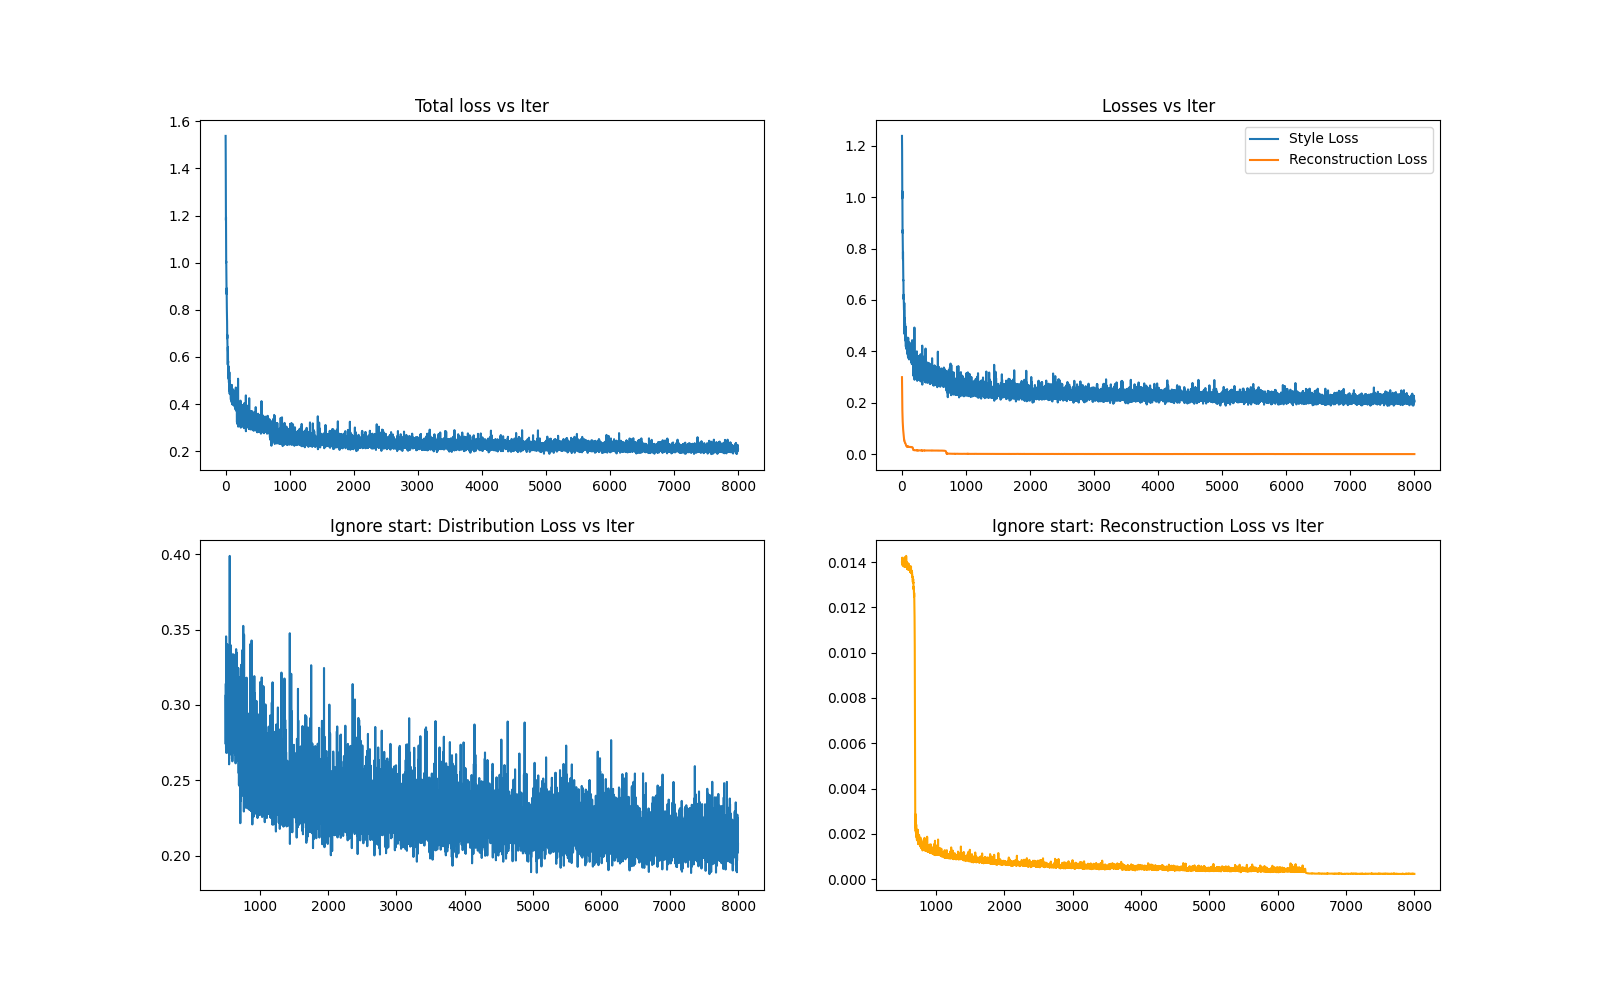 Total loss vs Iter
1.6
1.4
1.2
1.0
0.8
0.6
0.4
0.2
0 1000 2000 3000 4000 5000 6000 7000 8000
Losses vs Iter
Style Loss
Reconstruction Loss
1.2
1.0
0.8
0.6
0.4
0.2
0.0
0 1000 2000 3000 4000 5000 6000 7000 8000
Ignore start: Distribution Loss vs Iter
0.40
0.35
0.30
0.25
0.20
1000 2000 3000 4000 5000 6000 7000 8000
Ignore start: Reconstruction Loss vs Iter
0.014
0.012
0.010
0.008
0.006
0.004
0.002
0.000
1000 2000 3000 4000 5000 6000 7000 8000